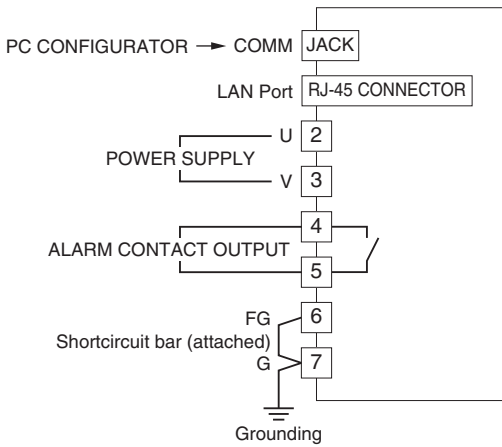 PC CONFIGURATOR → COMM JACK
LAN Port RJ-45 CONNECTOR
U 2
POWER SUPPLY
V 3
4
ALARM CONTACT OUTPUT
5
FG 6
Shortcircuit bar (attached)
G 7
Grounding